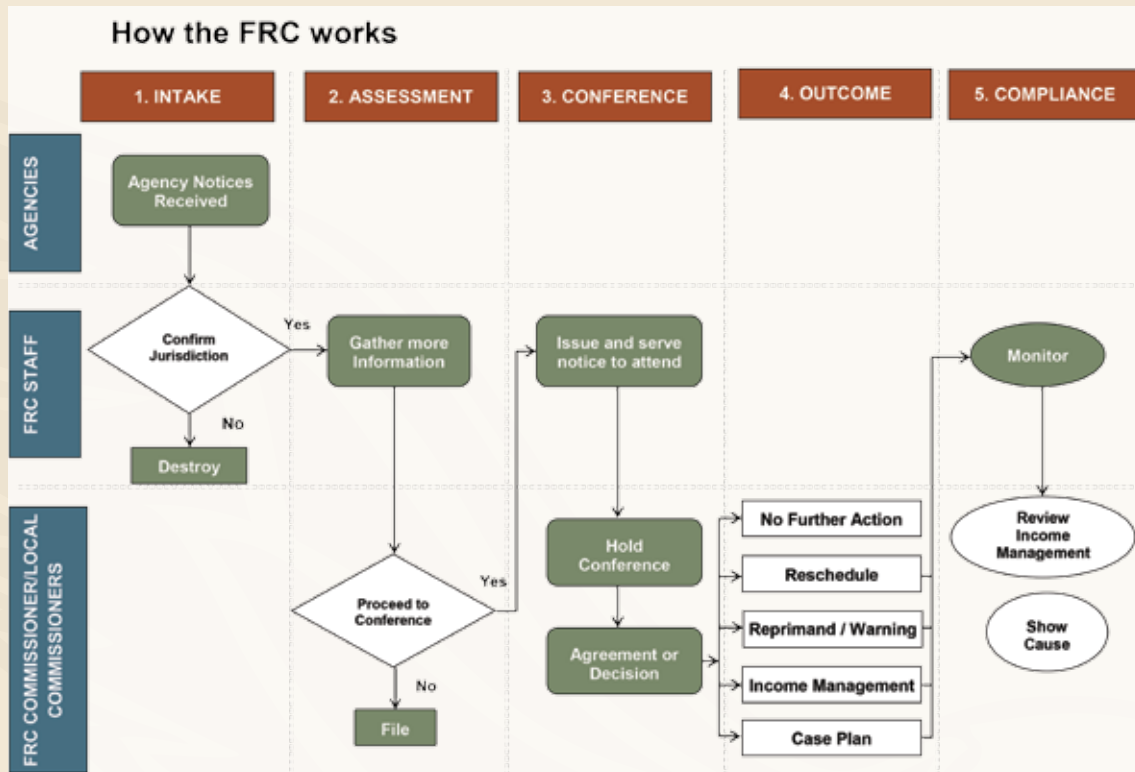 How the FRC works
1. INTAKE
2. ASSESSMENT
3. CONFERENCE
4. OUTCOME
5. COMPLIANCE
AGENCIES
Agency Notices
Received
FRC STAFF
Confirm
Jurisdiction
Yes
No
Destroy
Gather more
Information
Issue and serve
notice to attend
Monitor
FRC COMMISSIONER/LOCAL
COMMISSIONERS
Proceed to
Conference
Yes
No
File
Hold
Conference
Agreement or
Decision
No Further Action
Reschedule
Reprimand / Warning
Income Management
Case Plan
Review
Income
Management
Show
Cause